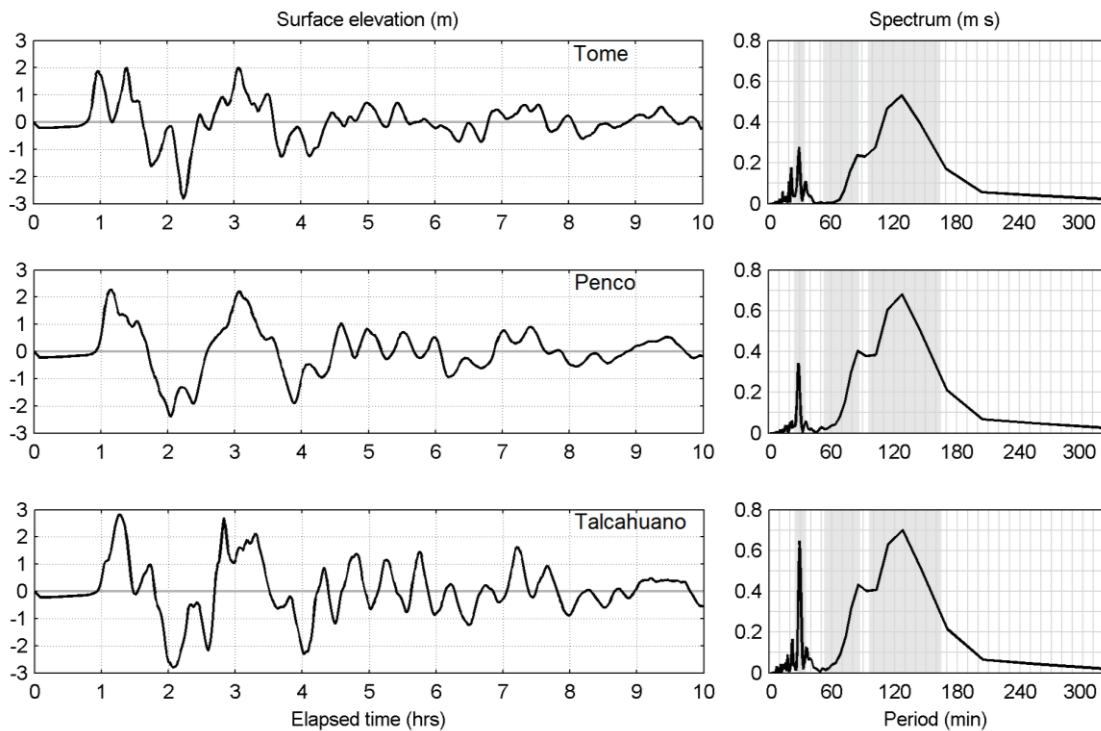 Surface elevation (m) Spectrum (m s)
3 2 1 0 -1 -2 -3
Tome
0 1 2 3 4 5 6 7 8 9 10
0.8 0.6 0.4 0.2 0
0 60 120 180 240 300
3 2 1 0 -1 -2 -3
Penco
0 1 2 3 4 5 6 7 8 9 10
0.8 0.6 0.4 0.2 0
0 60 120 180 240 300
3 2 1 0 -1 -2 -3
Talcahuano
0 1 2 3 4 5 6 7 8 9 10
0.8 0.6 0.4 0.2 0
0 60 120 180 240 300
Elapsed time (hrs) Period (min)